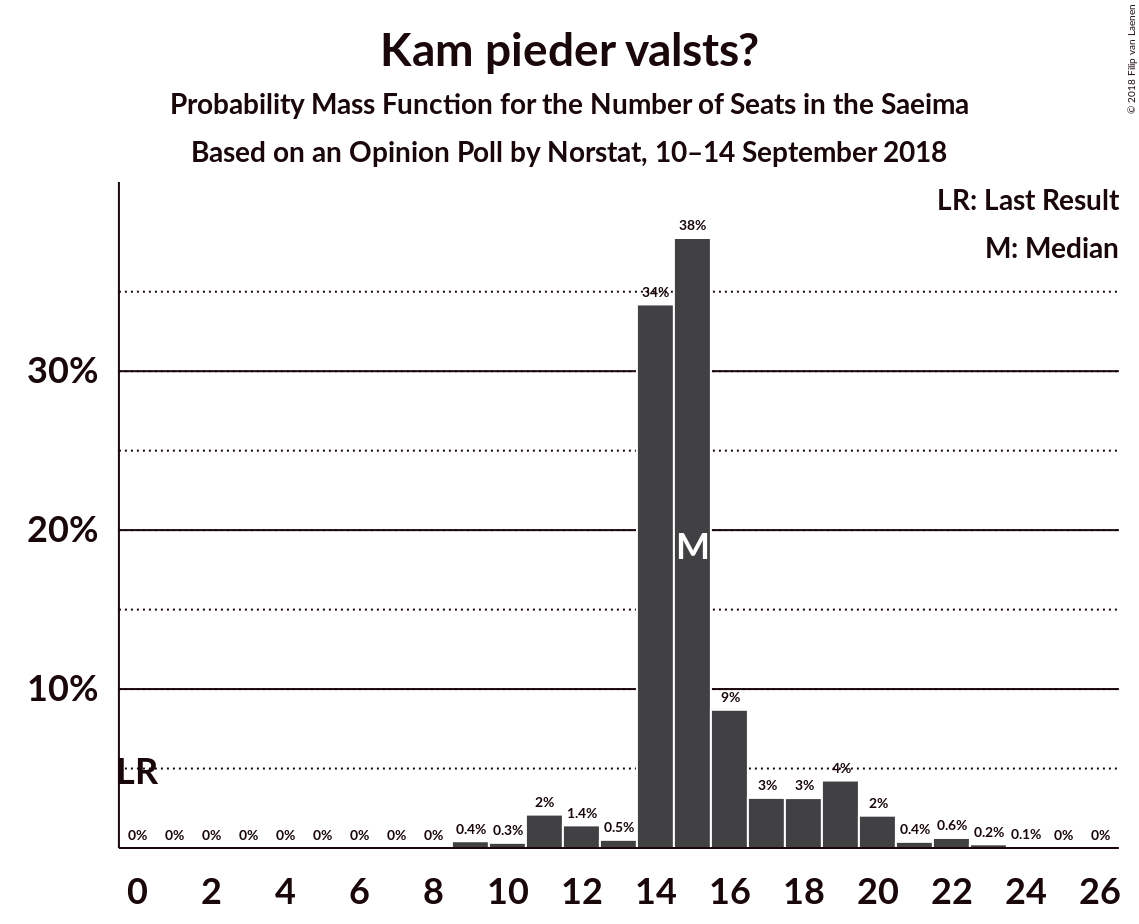 Kam pieder valsts?
Probability Mass Function for the Number of Seats in the Saeima
Based on an Opinion Poll by Norstat, 10–14 September 2018
© 2018 Filip van Laenen
LR: Last Result
M: Median
30%
20%
10%
LR
M
0% 0% 0% 0% 0% 0% 0% 0% 0% 0.4% 0.3% 2% 1.4% 0.5% 34% 38% 9% 3% 3% 4% 2% 0.4% 0.6% 0.2% 0.1% 0% 0%
0 2 4 6 8 10 12 14 16 18 20 22 24 26